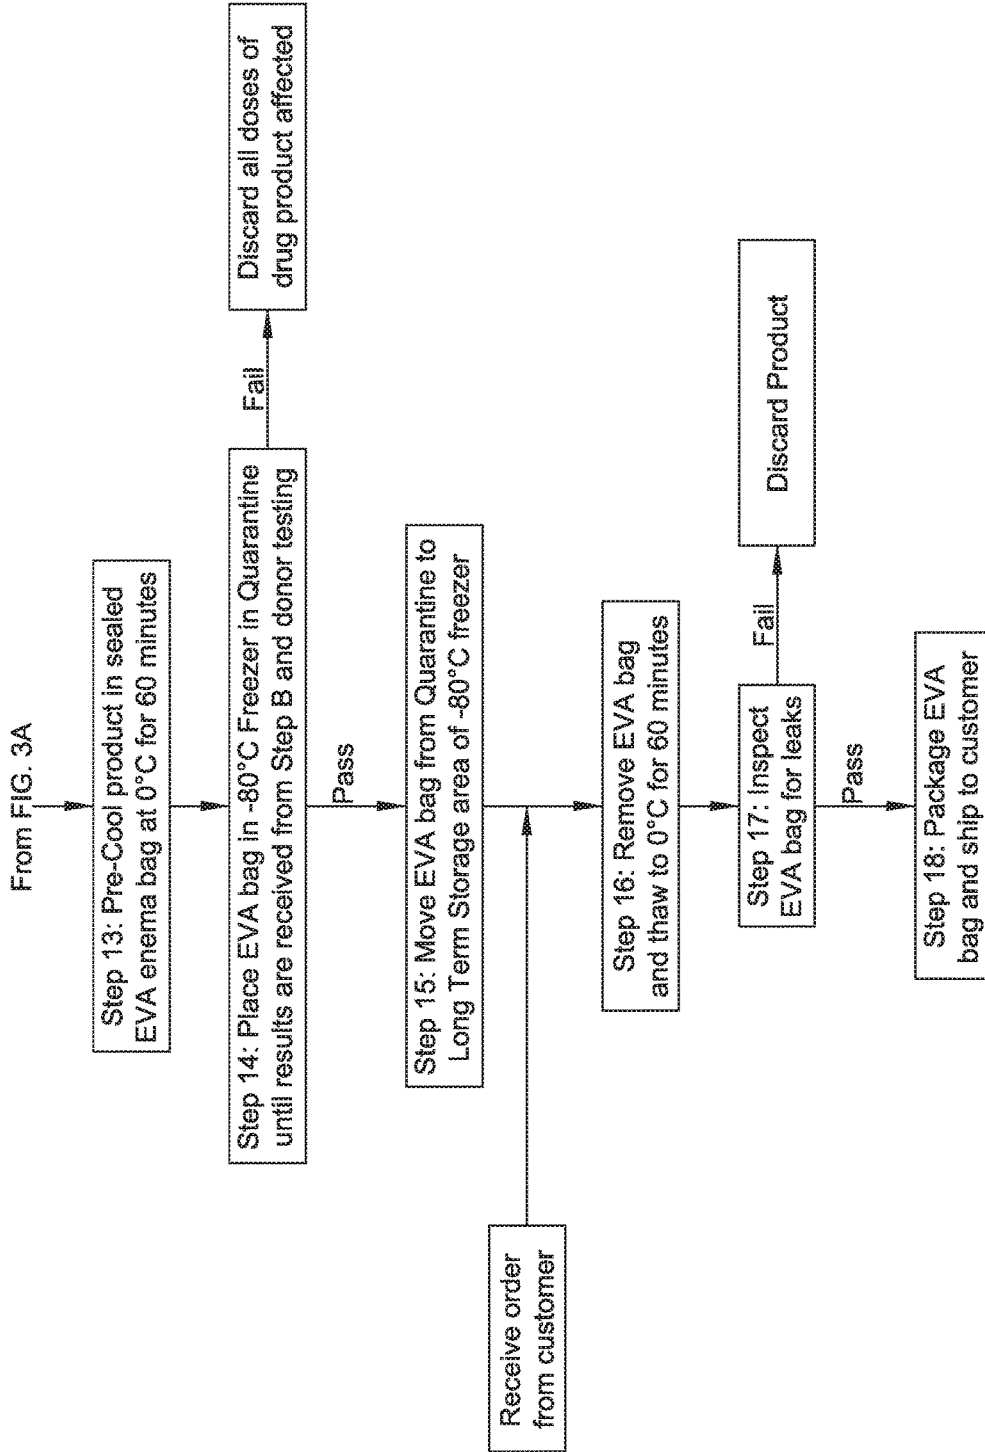 From FIG. 3A
Step 13: Pre-Cool product in sealed
EVA enema bag at 0°C for 60 minutes
Step 14: Place EVA bag in -80°C Freezer in Quarantine
until results are received from Step B and donor testing
Fail
Discard all doses of
drug product affected
Pass
Step 15: Move EVA bag from Quarantine to
Long Term Storage area of -80°C freezer
Receive order
from customer
Step 16: Remove EVA bag
and thaw to 0°C for 60 minutes
Step 17: Inspect
EVA bag for leaks
Fail
Discard Product
Pass
Step 18: Package EVA
bag and ship to customer